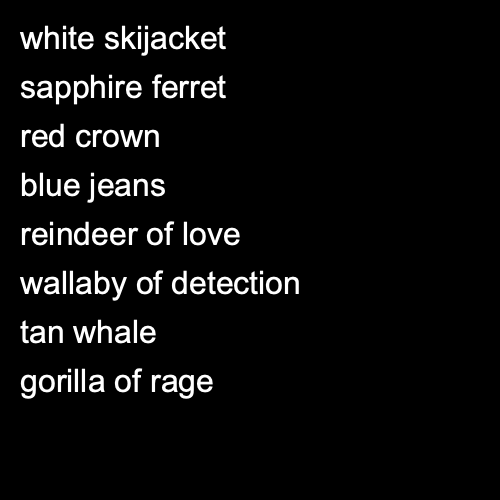 white skijacket
sapphire ferret
red crown
blue jeans
reindeer of love
wallaby of detection
tan whale
gorilla of rage